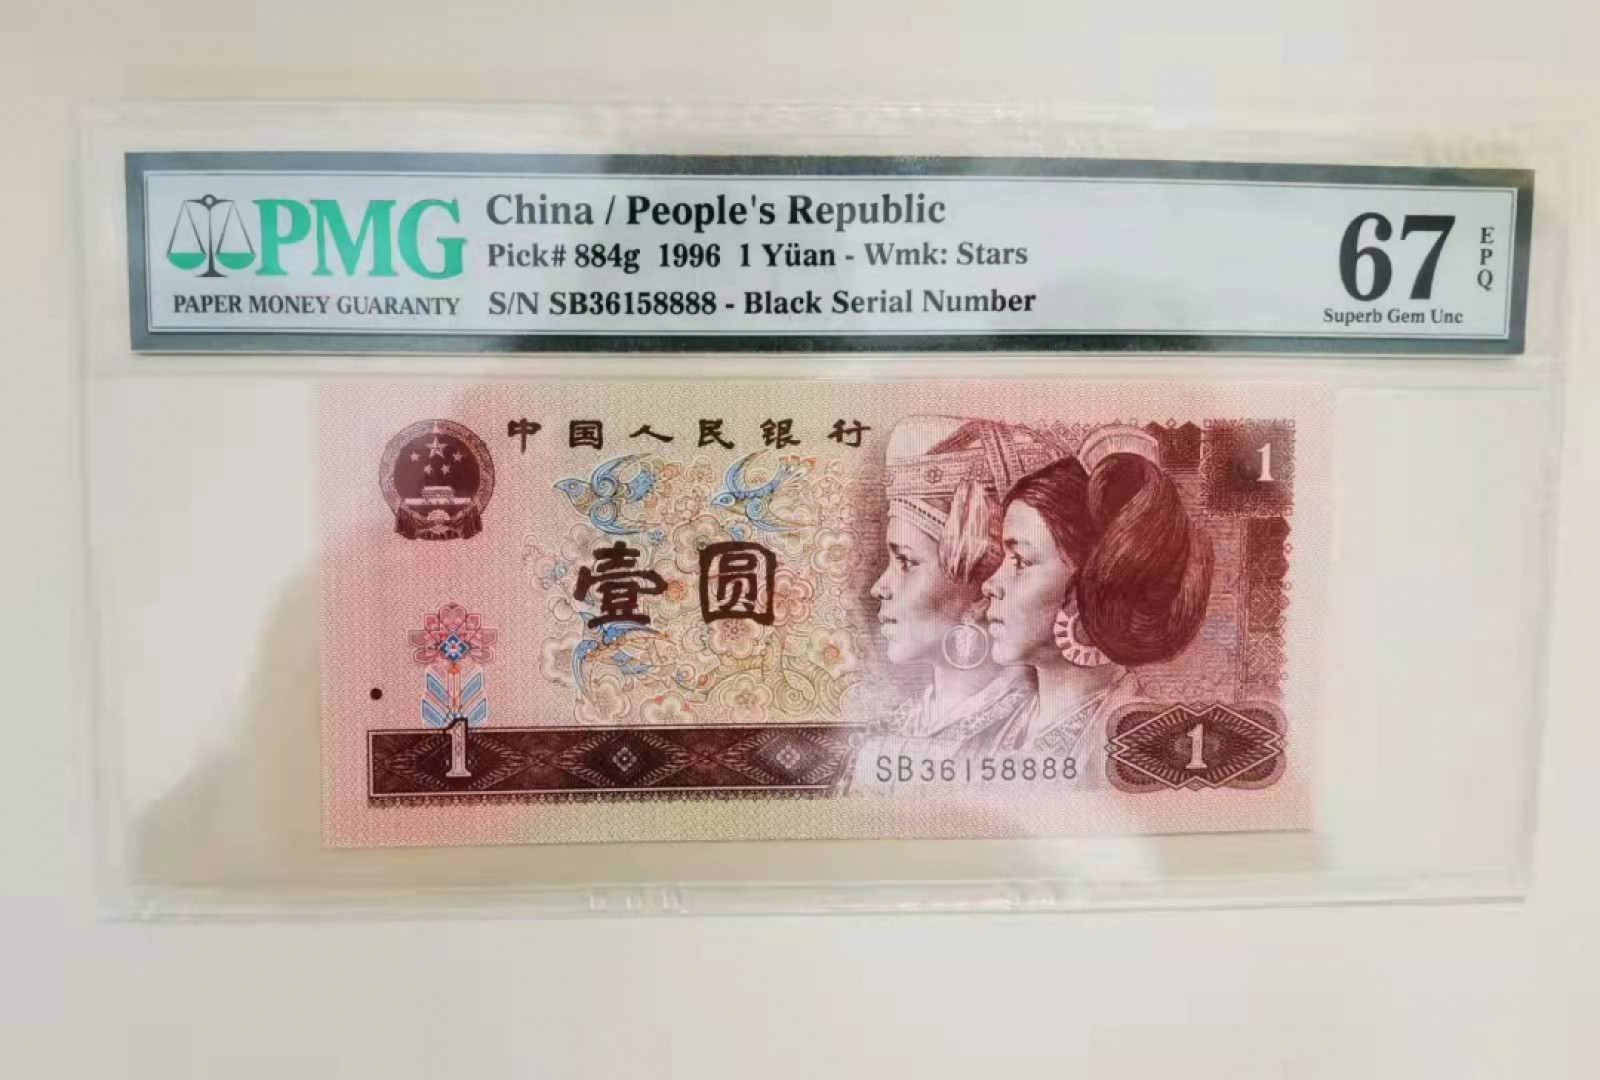 PMG
PAPER MONEY GUARANTY
China / People's Republic
Pick# 884g 1996 1 Yüan - Wmk: Stars
S/N SB36158888 - Black Serial Number
67
EPQ
Superb Gem Unc
中国人民银行
1
壹圆
1
SB36158888
1